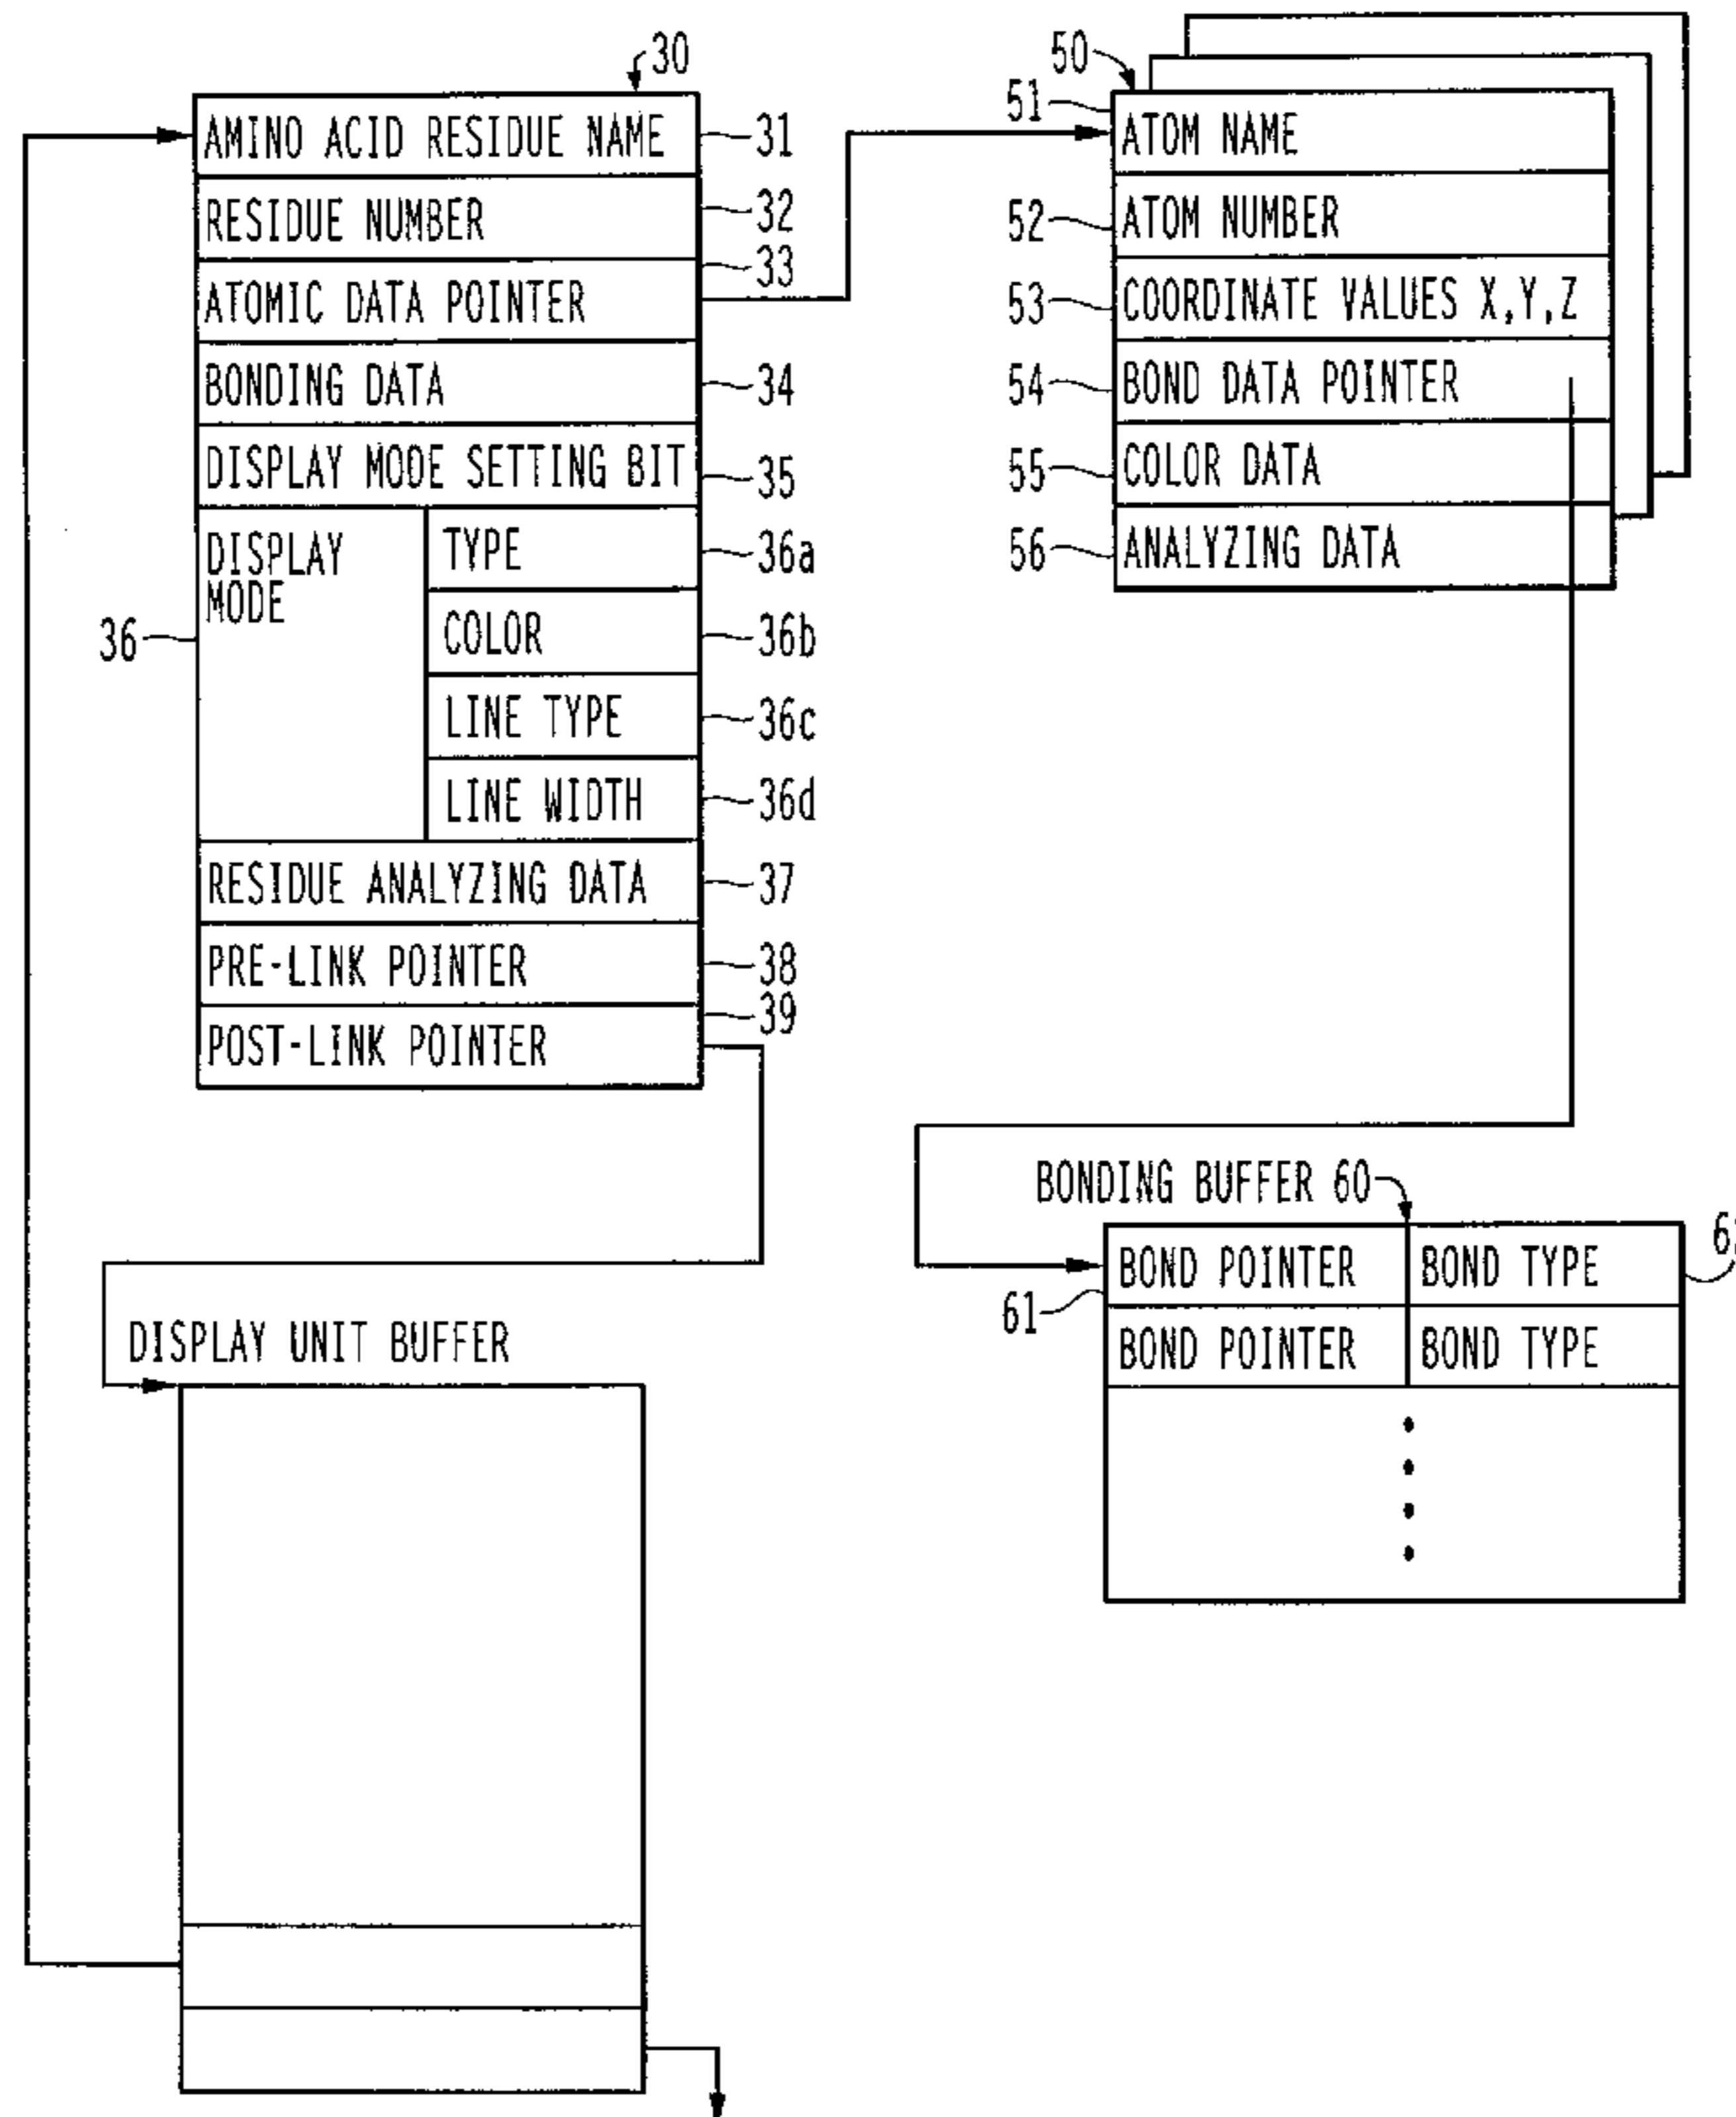 30
AMINO ACID RESIDUE NAME 31
RESIDUE NUMBER 32
33
ATOMIC DATA POINTER
BONDING DATA 34
DISPLAY MODE SETTING BIT 35
36
DISPLAY
MODE
TYPE 36a
COLOR 36b
LINE TYPE 36c
LINE WIDTH 36d
RESIDUE ANALYZING DATA 37
PRE-LINK POINTER 38
39
POST-LINK POINTER
50
51 ATOM NAME
52 ATOM NUMBER
53 COORDINATE VALUES X,Y,Z
54 BOND DATA POINTER
55 COLOR DATA
56 ANALYZING DATA
BONDING BUFFER 60
BOND POINTER BOND TYPE
61
BOND POINTER BOND TYPE
DISPLAY UNIT BUFFER